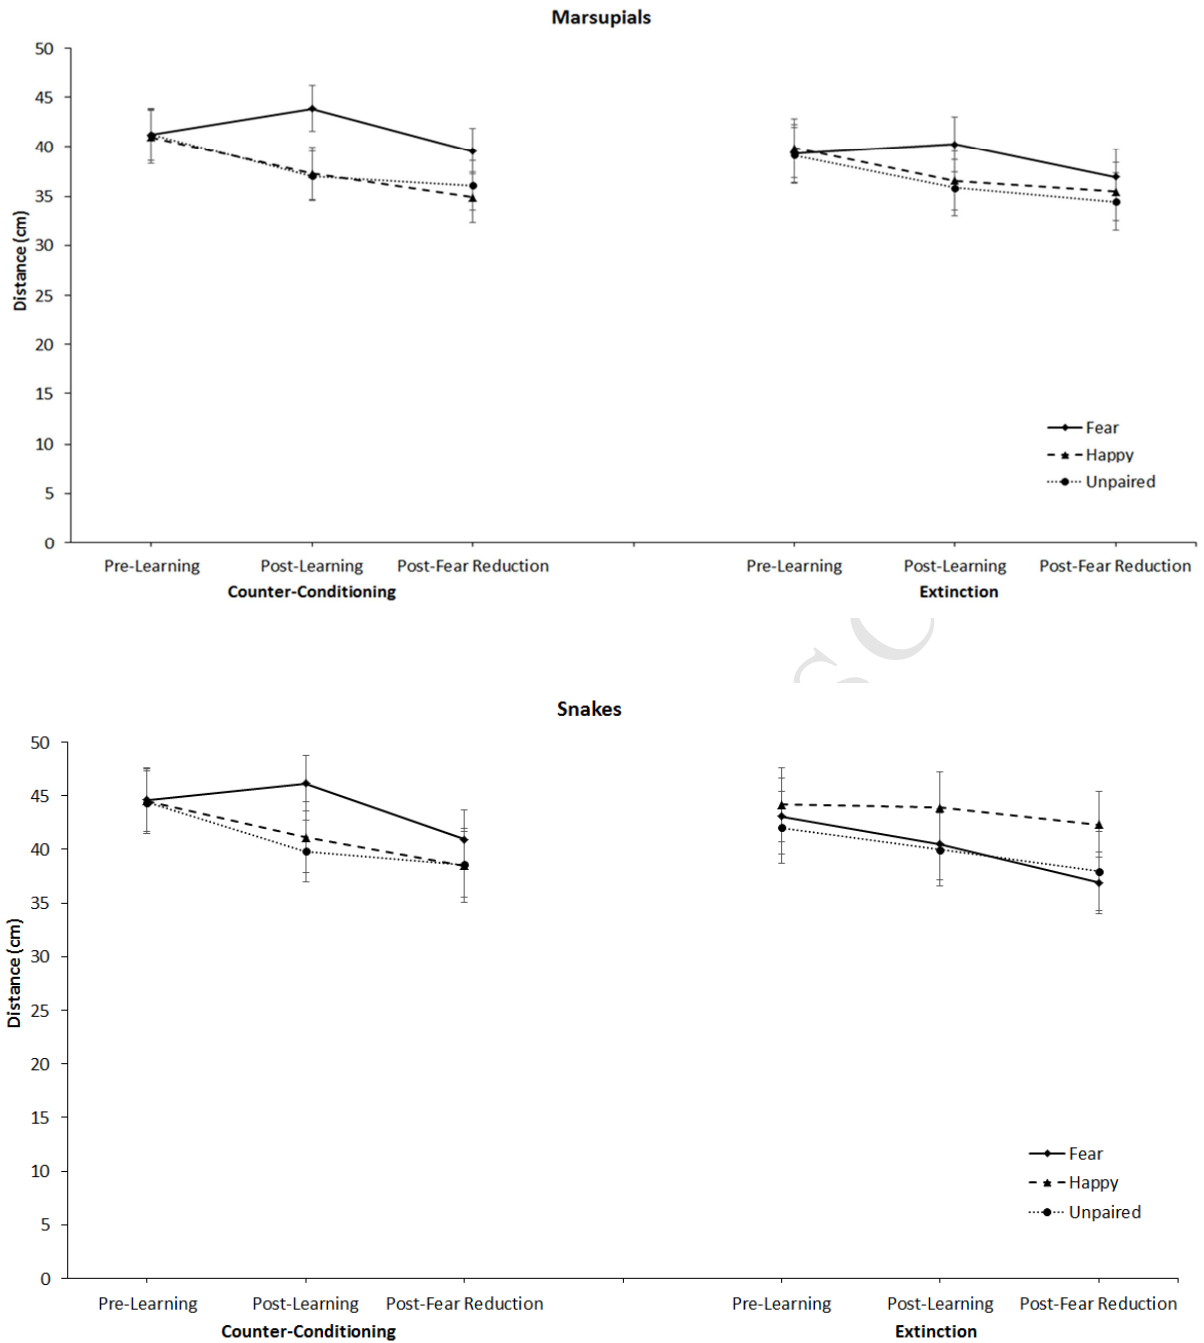 Marsupials
50
45
40
35
30
25
20
15
10
5
0
Distance (cm)
Fear
Happy
Unpaired
Pre-Learning Post-Learning Post-Fear Reduction Pre-Learning Post-Learning Post-Fear Reduction
Counter-Conditioning Extinction
Snakes
50
45
40
35
30
25
20
15
10
5
0
Distance (cm)
Fear
Happy
Unpaired
Pre-Learning Post-Learning Post-Fear Reduction Pre-Learning Post-Learning Post-Fear Reduction
Counter-Conditioning Extinction